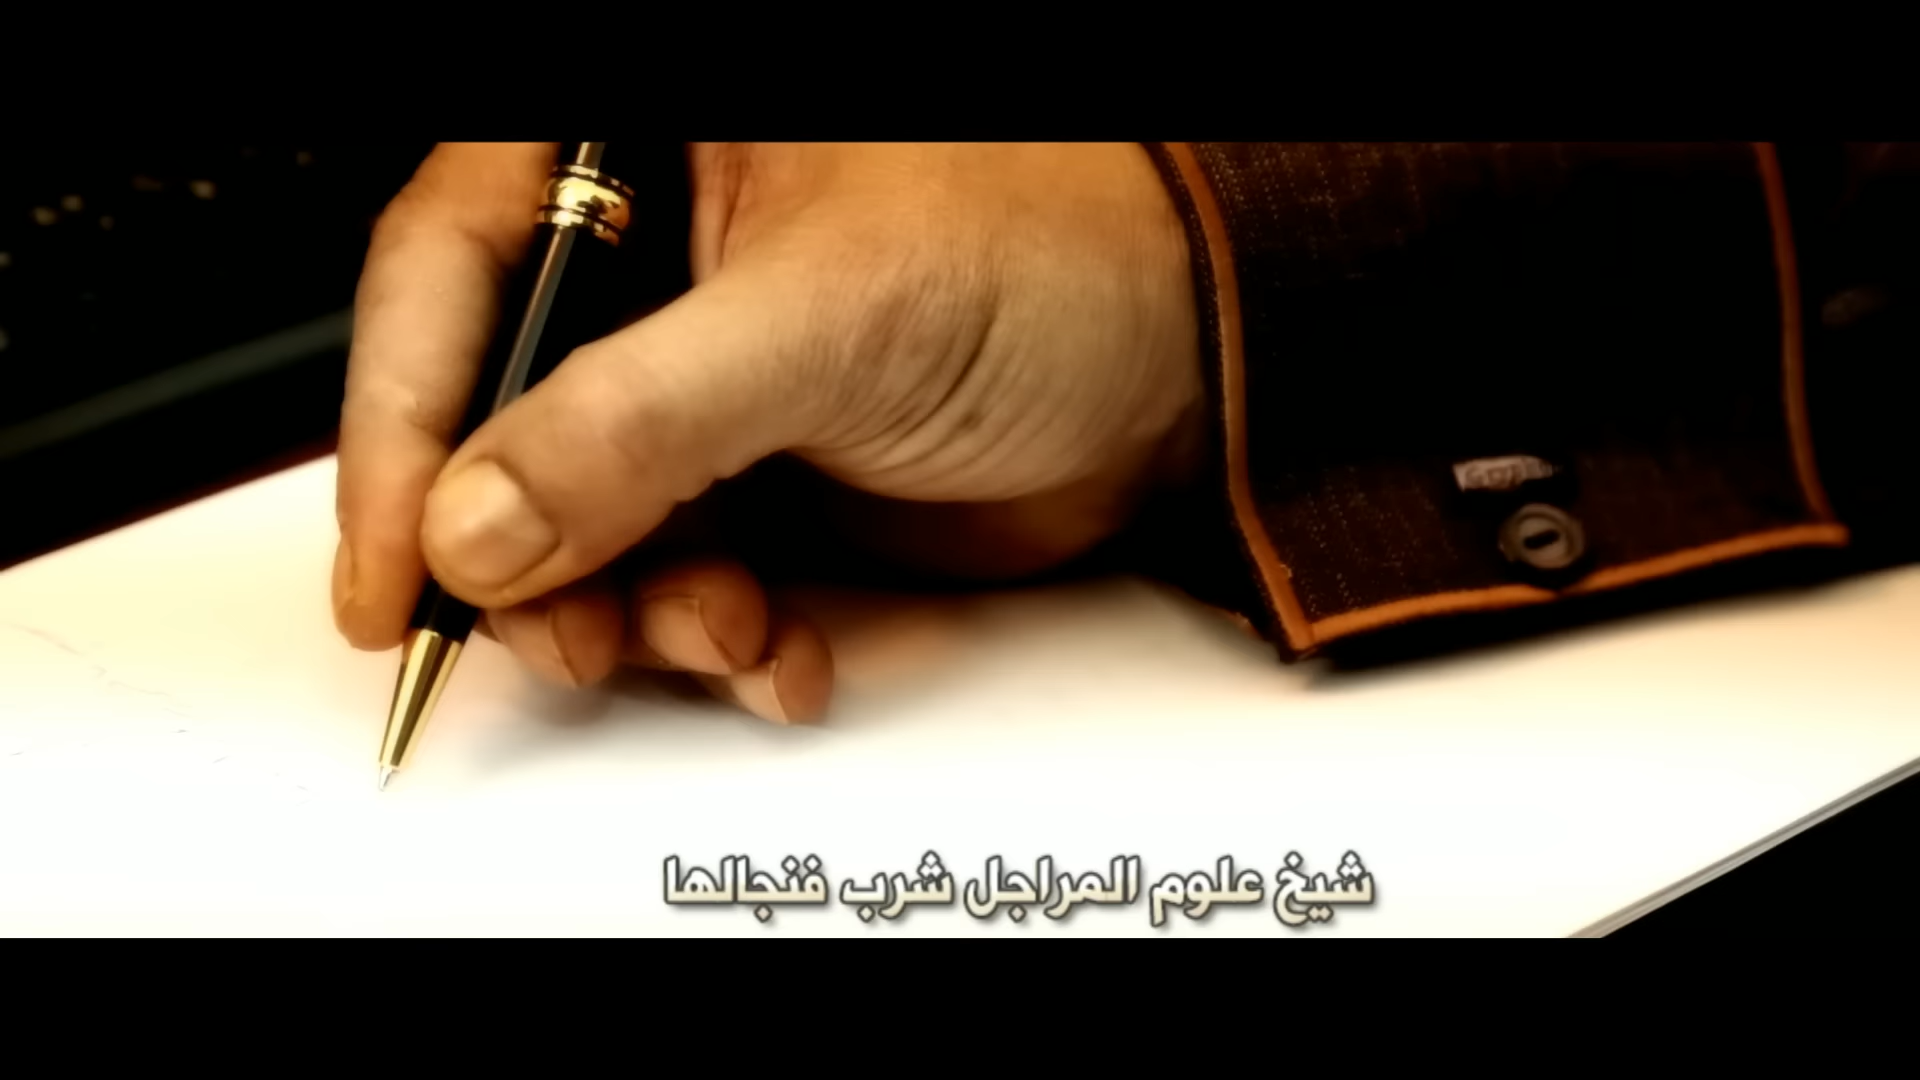 شيخ علوم المراجل شرب فنجالها